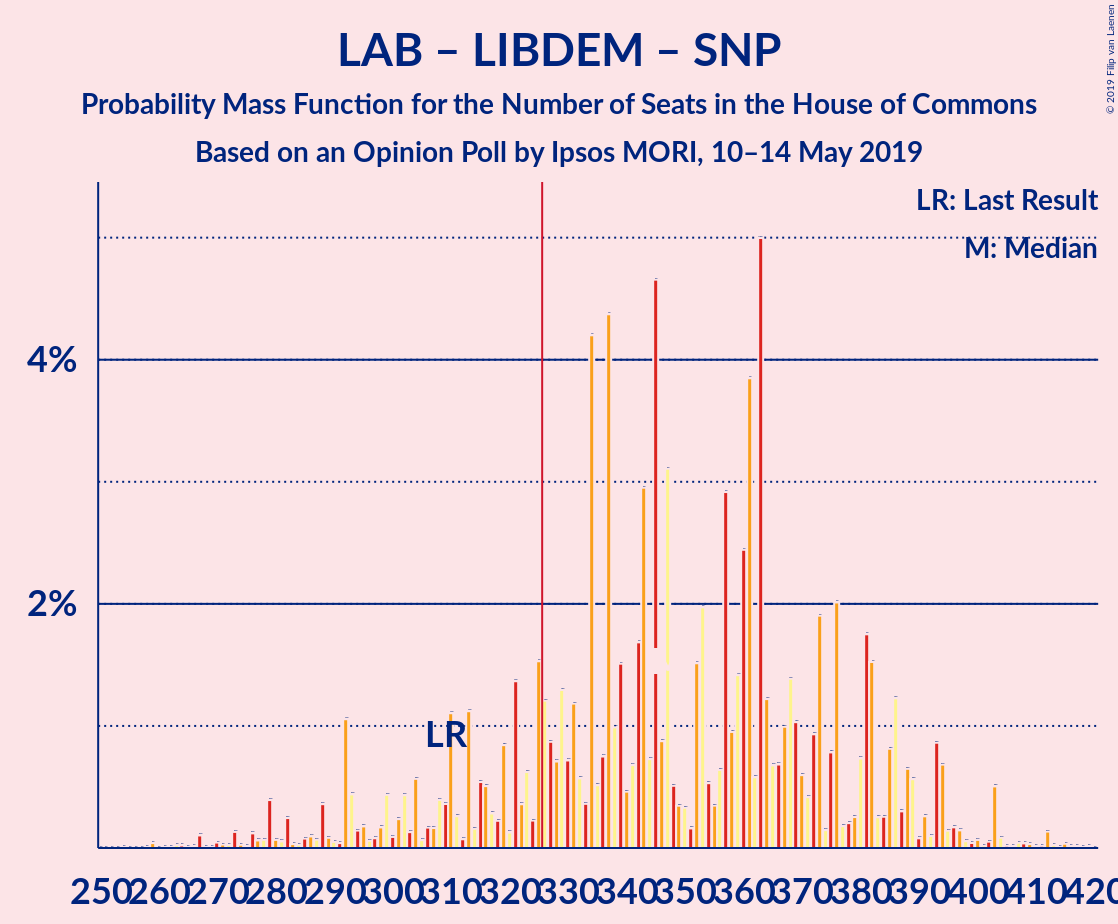 LAB – LIBDEM – SNP
Probability Mass Function for the Number of Seats in the House of Commons
Based on an Opinion Poll by Ipsos MORI, 10–14 May 2019
© 2019 Filip van Laenen
LR: Last Result
M: Median
4%
2%
LR
250 260 270 280 290 300 310 320 330 340 350 360 370 380 390 400 410 420